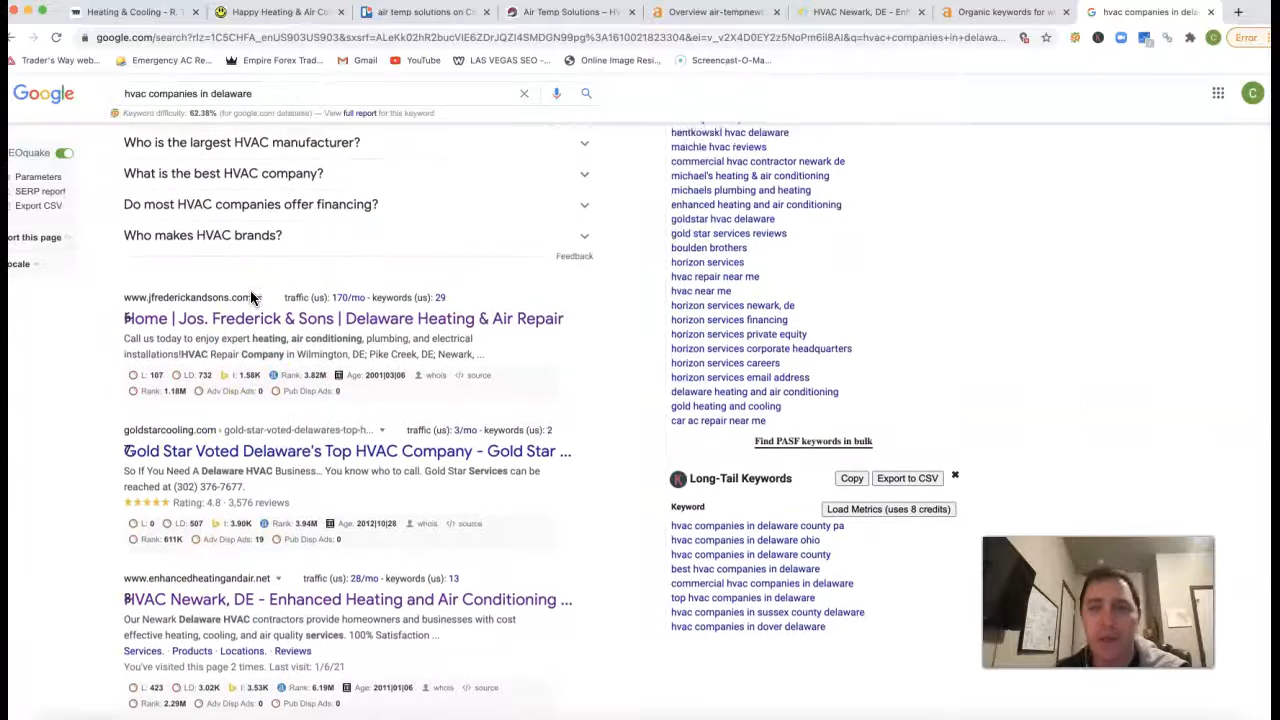 Heating & Cooling - R. T
Happy Heating & Air Co
air temp solutions on Cr
Air Temp Solutions – HV
Overview air-tempnew
HVAC Newark, DE - Enh
Organic keywords for w
hvac companies in dela
google.com/search?rlz=1C5CHFA_enUS903US903&sxsrf=ALeKk02hR2bucVIE6ZDrJQZI4SMDGN99pg%3A1610021823304&ei=v_v2X4D0EY2z5NoPm6iI8AI&q=hvac+companies+in+delawa...
Error
Trader's Way web...
Emergency AC Re...
Empire Forex Trad...
Gmail
YouTube
LAS VEGAS SEO -...
Online Image Resi...
Screencast-O-Ma...
Google
hvac companies in delaware
C
Keyword difficulty: 62.38% (for google.com database) — View full report for this keyword
EOquake
Parameters
SERP report
Export CSV
ort this page
ocale
Who is the largest HVAC manufacturer?
What is the best HVAC company?
Do most HVAC companies offer financing?
Who makes HVAC brands?
Feedback
www.jfrederickandsons.com
traffic (us): 170/mo - keywords (us): 29
Home | Jos. Frederick & Sons | Delaware Heating & Air Repair
Call us today to enjoy expert heating, air conditioning, plumbing, and electrical
installations!HVAC Repair Company in Wilmington, DE; Pike Creek, DE; Newark, ...
L: 107 LD: 732 I: 1.58K Rank: 3.82M Age: 2001|03|06 whois source
Rank: 1.18M Adv Disp Ads: 0 Pub Disp Ads: 0
goldstarcooling.com › gold-star-voted-delawares-top-h...
traffic (us): 3/mo - keywords (us): 2
Gold Star Voted Delaware's Top HVAC Company - Gold Star ...
So If You Need A Delaware HVAC Business... You know who to call. Gold Star Services can be
reached at (302) 376-7677.
Rating: 4.8 · 3,576 reviews
L: 0 LD: 507 I: 3.90K Rank: 3.94M Age: 2012|10|28 whois source
Rank: 611K Adv Disp Ads: 19 Pub Disp Ads: 0
www.enhancedheatingandair.net
traffic (us): 28/mo - keywords (us): 13
HVAC Newark, DE - Enhanced Heating and Air Conditioning ...
Our Newark Delaware HVAC contractors provide homeowners and businesses with cost
effective heating, cooling, and air quality services. 100% Satisfaction ...
Services. · Products · Locations. · Reviews
You've visited this page 2 times. Last visit: 1/6/21
L: 423 LD: 3.02K I: 3.53K Rank: 6.19M Age: 2011|01|06 whois source
Rank: 2.29M Adv Disp Ads: 0 Pub Disp Ads: 0
hentkowski hvac delaware
maichle hvac reviews
commercial hvac contractor newark de
michael's heating & air conditioning
michaels plumbing and heating
enhanced heating and air conditioning
goldstar hvac delaware
gold star services reviews
boulden brothers
horizon services
hvac repair near me
hvac near me
horizon services newark, de
horizon services financing
horizon services private equity
horizon services corporate headquarters
horizon services careers
horizon services email address
delaware heating and air conditioning
gold heating and cooling
car ac repair near me
Find PASF keywords in bulk
K Long-Tail Keywords
Copy
Export to CSV
Keyword
Load Metrics (uses 8 credits)
hvac companies in delaware county pa
hvac companies in delaware ohio
hvac companies in delaware county
best hvac companies in delaware
commercial hvac companies in delaware
top hvac companies in delaware
hvac companies in sussex county delaware
hvac companies in dover delaware